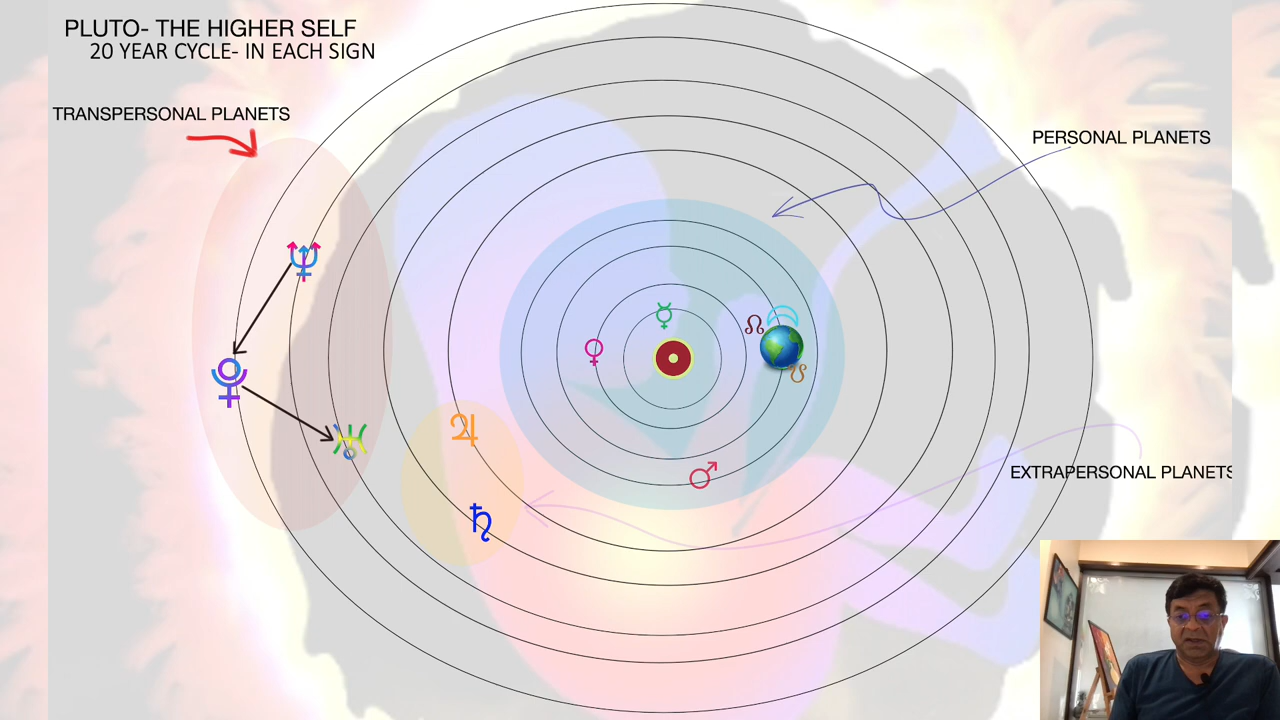 PLUTO- THE HIGHER SELF
20 YEAR CYCLE- IN EACH SIGN
TRANSPERSONAL PLANETS
PERSONAL PLANETS
EXTRAPERSONAL PLANETS